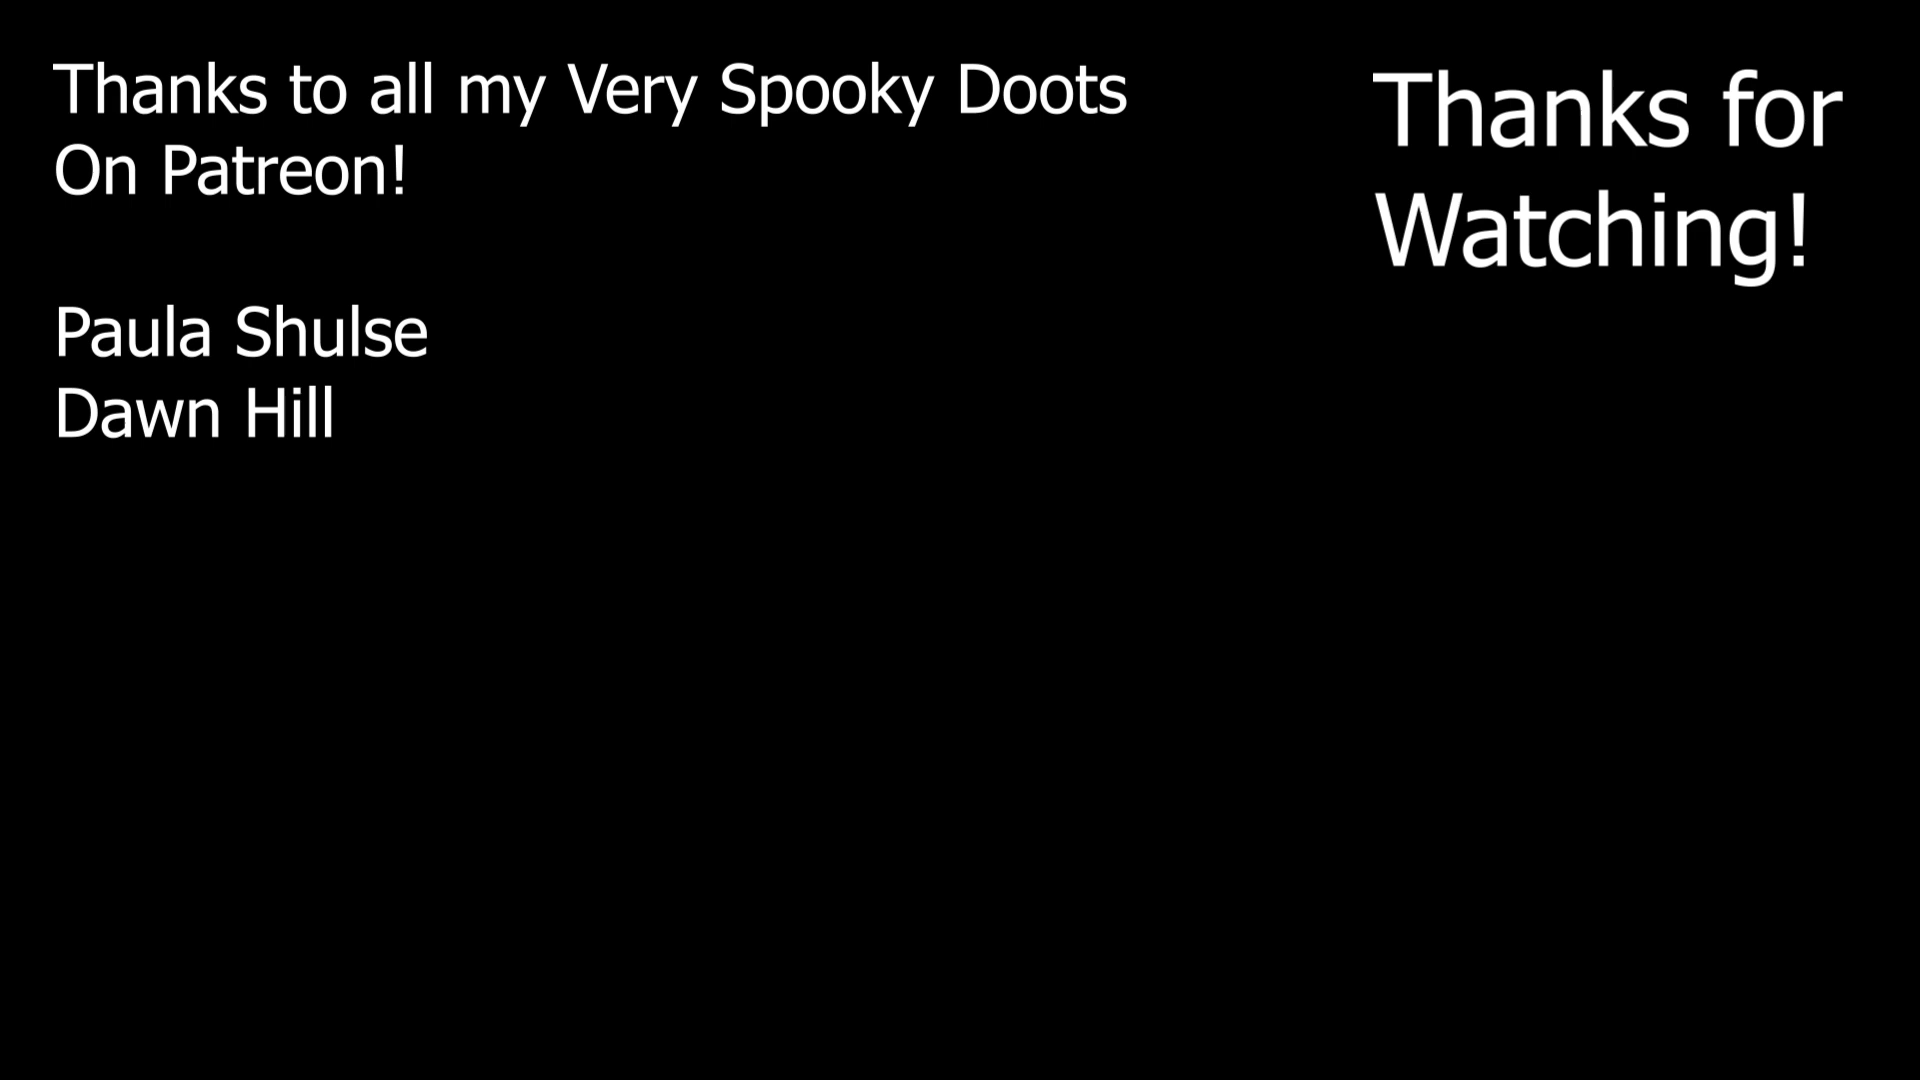 Thanks to all my Very Spooky Doots
On Patreon!
Paula Shulse
Dawn Hill
Thanks for
Watching!